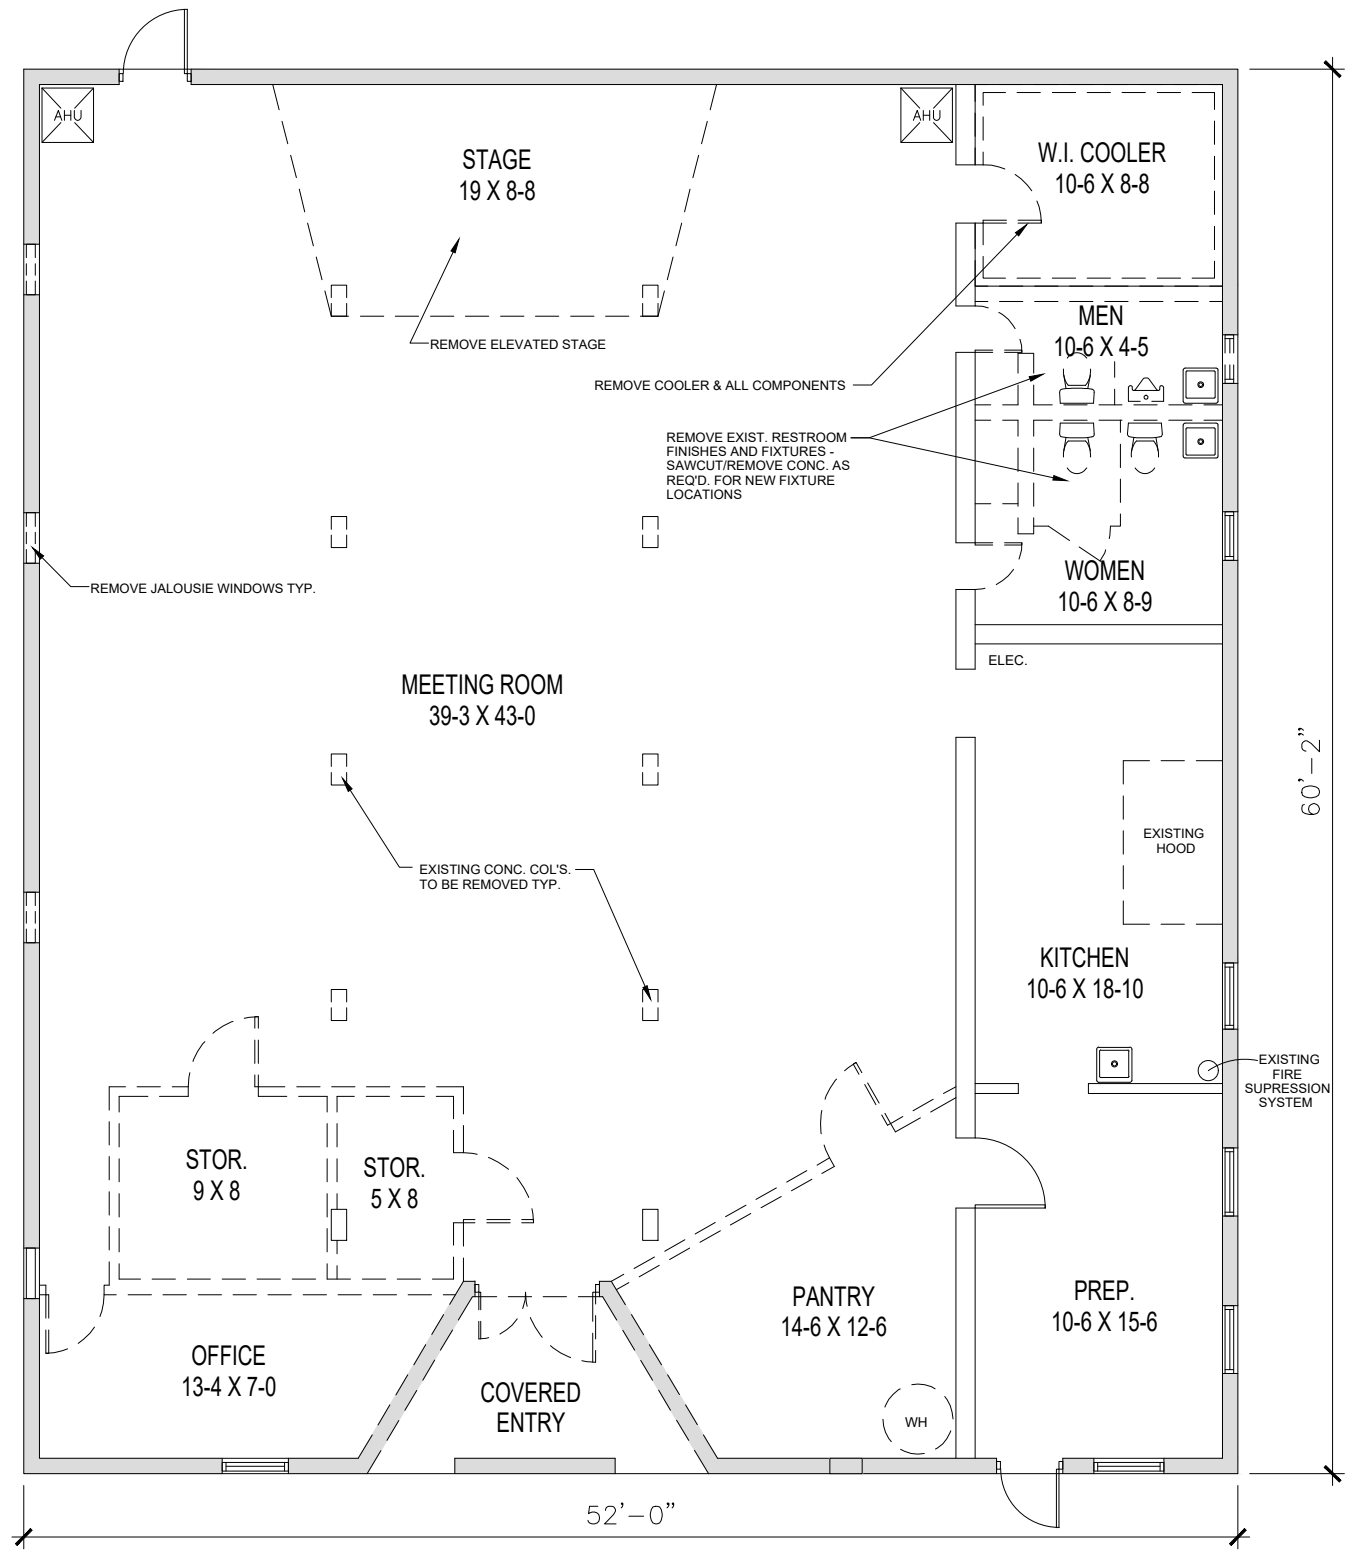 AHU
AHU
STAGE
19 X 8-8
W.I. COOLER
10-6 X 8-8
REMOVE ELEVATED STAGE
MEN
10-6 X 4-5
REMOVE COOLER & ALL COMPONENTS
REMOVE EXIST. RESTROOM
FINISHES AND FIXTURES -
SAWCUT/REMOVE CONC. AS
REQ'D. FOR NEW FIXTURE
LOCATIONS
REMOVE JALOUSIE WINDOWS TYP.
WOMEN
10-6 X 8-9
ELEC.
MEETING ROOM
39-3 X 43-0
60'-2"
EXISTING
HOOD
EXISTING CONC. COL'S.
TO BE REMOVED TYP.
KITCHEN
10-6 X 18-10
EXISTING
FIRE
SUPRESSION
SYSTEM
STOR.
9 X 8
STOR.
5 X 8
PANTRY
14-6 X 12-6
PREP.
10-6 X 15-6
OFFICE
13-4 X 7-0
COVERED
ENTRY
WH
52'-0"